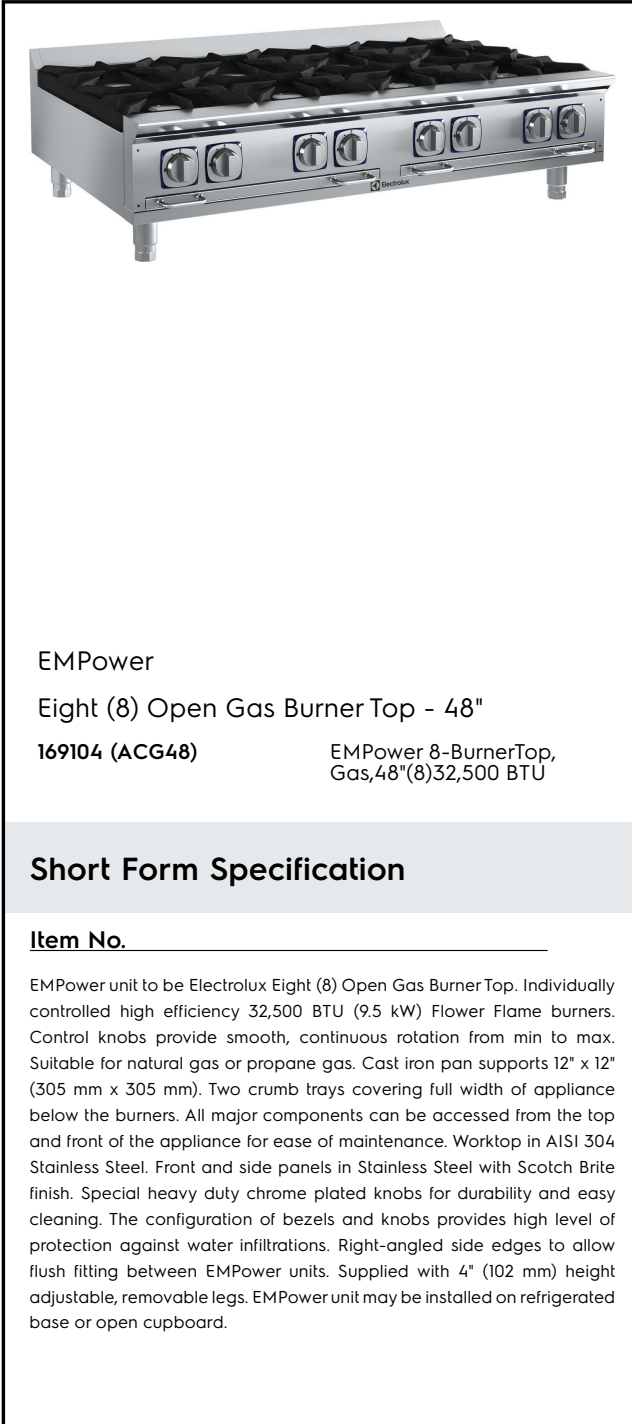 Electrolux
EMPower
Eight (8) Open Gas Burner Top - 48"
169104 (ACG48)
EMPower 8-BurnerTop,
Gas,48"(8)32,500 BTU
Short Form Specification
Item No.
EMPower unit to be Electrolux Eight (8) Open Gas Burner Top. Individually
controlled high efficiency 32,500 BTU (9.5 kW) Flower Flame burners.
Control knobs provide smooth, continuous rotation from min to max.
Suitable for natural gas or propane gas. Cast iron pan supports 12" x 12"
(305 mm x 305 mm). Two crumb trays covering full width of appliance
below the burners. All major components can be accessed from the top
and front of the appliance for ease of maintenance. Worktop in AISI 304
Stainless Steel. Front and side panels in Stainless Steel with Scotch Brite
finish. Special heavy duty chrome plated knobs for durability and easy
cleaning. The configuration of bezels and knobs provides high level of
protection against water infiltrations. Right-angled side edges to allow
flush fitting between EMPower units. Supplied with 4" (102 mm) height
adjustable, removable legs. EMPower unit may be installed on refrigerated
base or open cupboard.